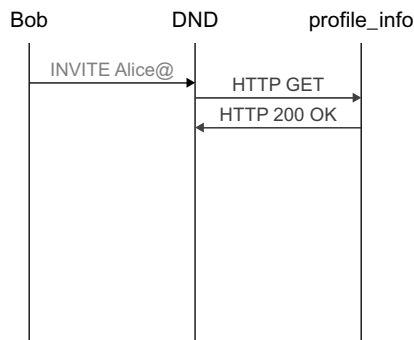 Bob DND profile_info
INVITE Alice@
HTTP GET
HTTP 200 OK